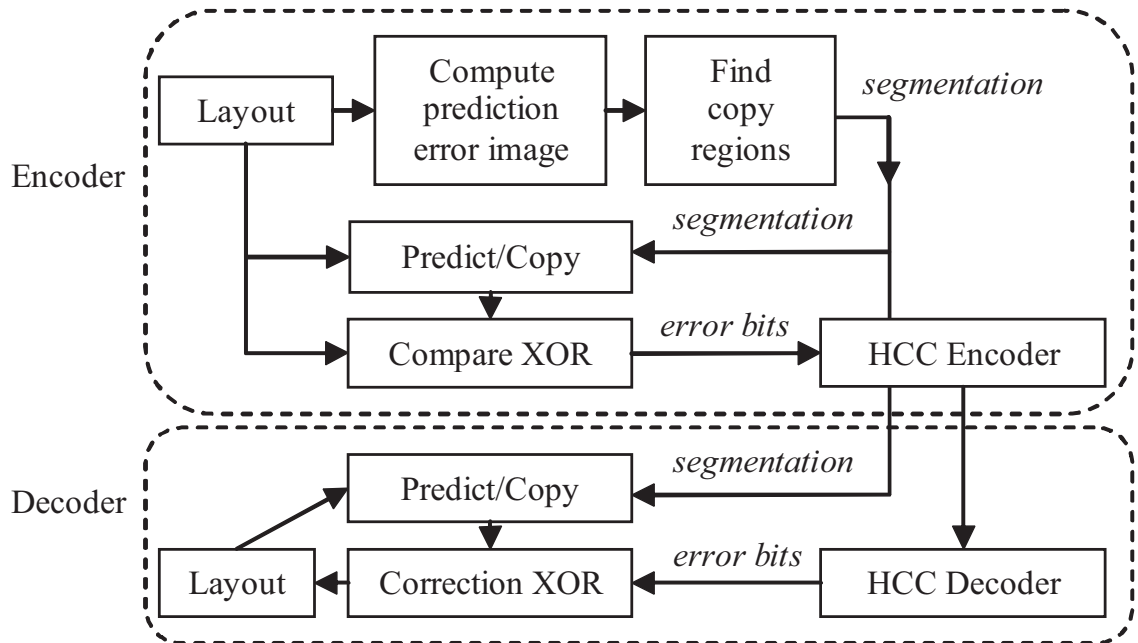 Encoder
Layout
Compute
prediction
error image
Find
copy
regions
segmentation
Predict/Copy
segmentation
Compare XOR
error bits
HCC Encoder
Decoder
Predict/Copy
segmentation
Layout
Correction XOR
error bits
HCC Decoder